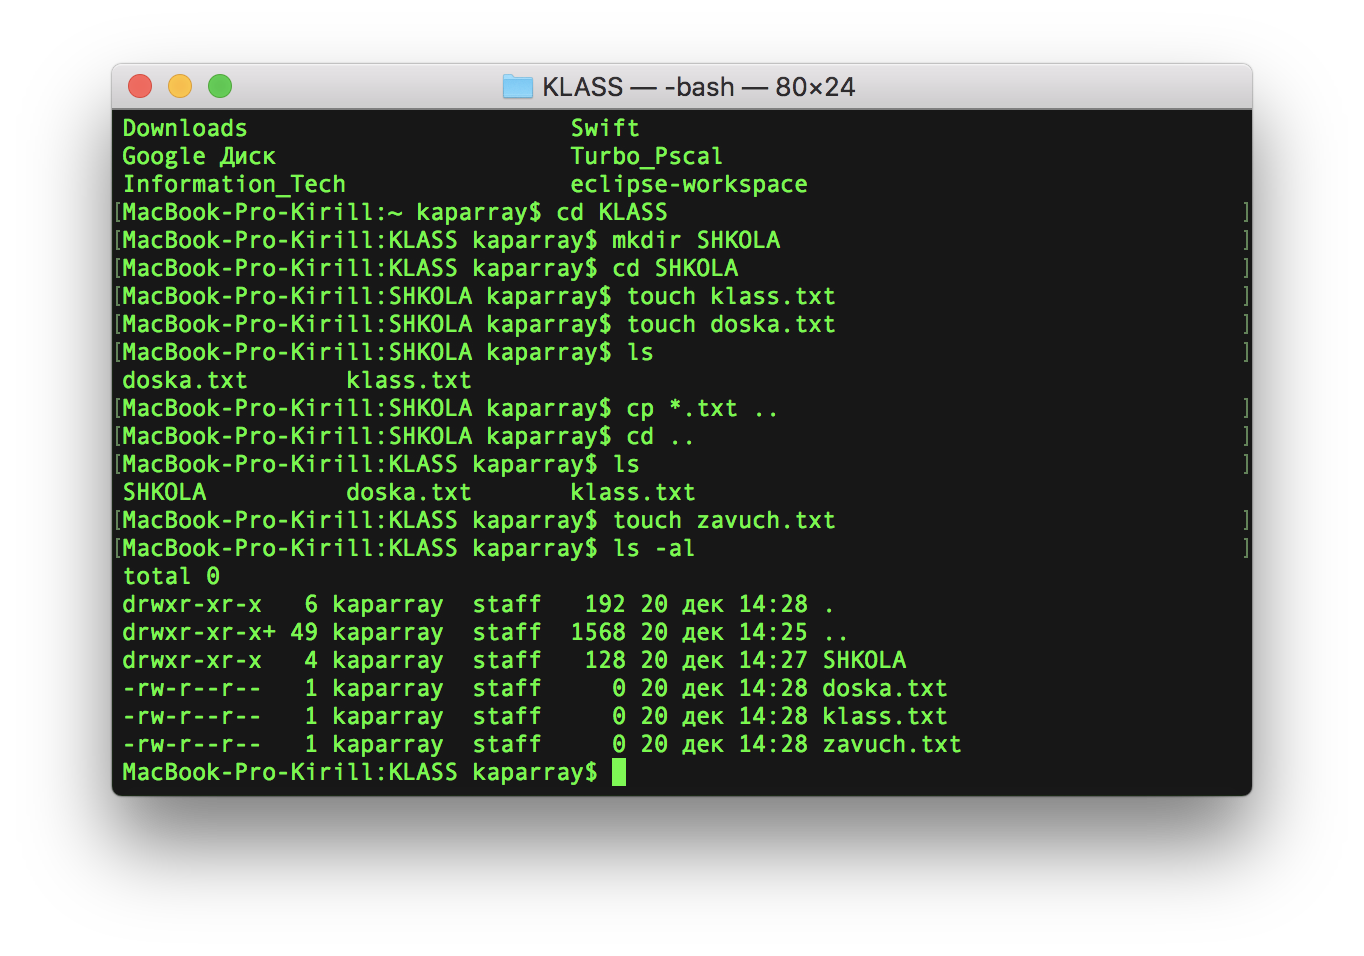 KLASS — -bash — 80×24
Downloads Swift
Google Диск Turbo_Pscal
Information_Tech eclipse-workspace
[MacBook-Pro-Kirill:~ kaparray$ cd KLASS ]
[MacBook-Pro-Kirill:KLASS kaparray$ mkdir SHKOLA ]
[MacBook-Pro-Kirill:KLASS kaparray$ cd SHKOLA ]
[MacBook-Pro-Kirill:SHKOLA kaparray$ touch klass.txt ]
[MacBook-Pro-Kirill:SHKOLA kaparray$ touch doska.txt ]
[MacBook-Pro-Kirill:SHKOLA kaparray$ ls ]
doska.txt klass.txt
[MacBook-Pro-Kirill:SHKOLA kaparray$ cp *.txt .. ]
[MacBook-Pro-Kirill:SHKOLA kaparray$ cd .. ]
[MacBook-Pro-Kirill:KLASS kaparray$ ls ]
SHKOLA doska.txt klass.txt
[MacBook-Pro-Kirill:KLASS kaparray$ touch zavuch.txt ]
[MacBook-Pro-Kirill:KLASS kaparray$ ls -al ]
total 0
drwxr-xr-x 6 kaparray staff 192 20 дек 14:28 .
drwxr-xr-x+ 49 kaparray staff 1568 20 дек 14:25 ..
drwxr-xr-x 4 kaparray staff 128 20 дек 14:27 SHKOLA
-rw-r--r-- 1 kaparray staff 0 20 дек 14:28 doska.txt
-rw-r--r-- 1 kaparray staff 0 20 дек 14:28 klass.txt
-rw-r--r-- 1 kaparray staff 0 20 дек 14:28 zavuch.txt
MacBook-Pro-Kirill:KLASS kaparray$